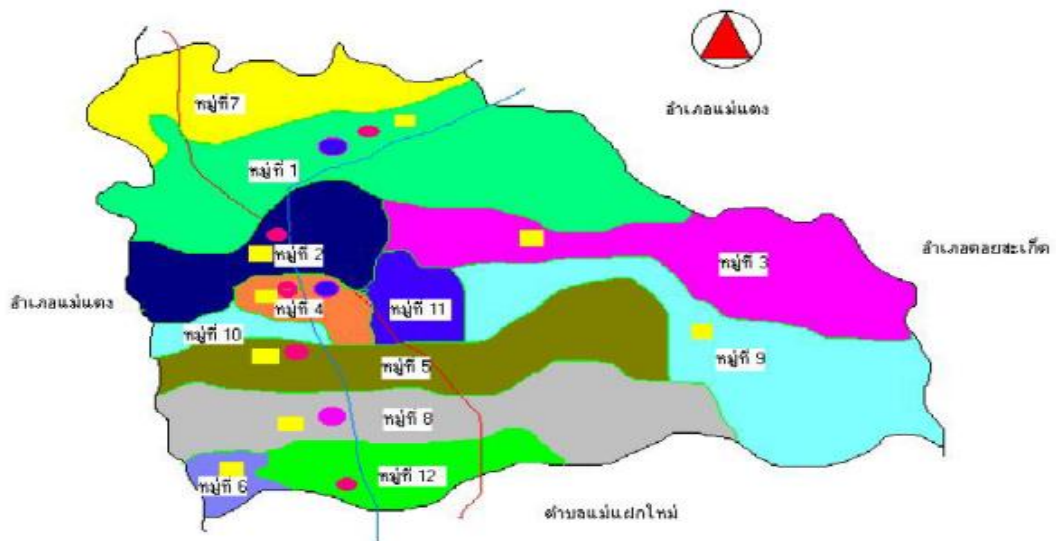 หมู่ที่7
อำเภอแม่แตง
หมู่ที่ 1
อำเภอดอยสะเก็ด
หมู่ที่ 2
หมู่ที่ 3
อำเภอแม่แตง
หมู่ที่ 4
หมู่ที่ 11
หมู่ที่ 10
หมู่ที่ 9
หมู่ที่ 5
หมู่ที่ 8
หมู่ที่ 6
หมู่ที่ 12
ตำบลแม่แฝกใหม่